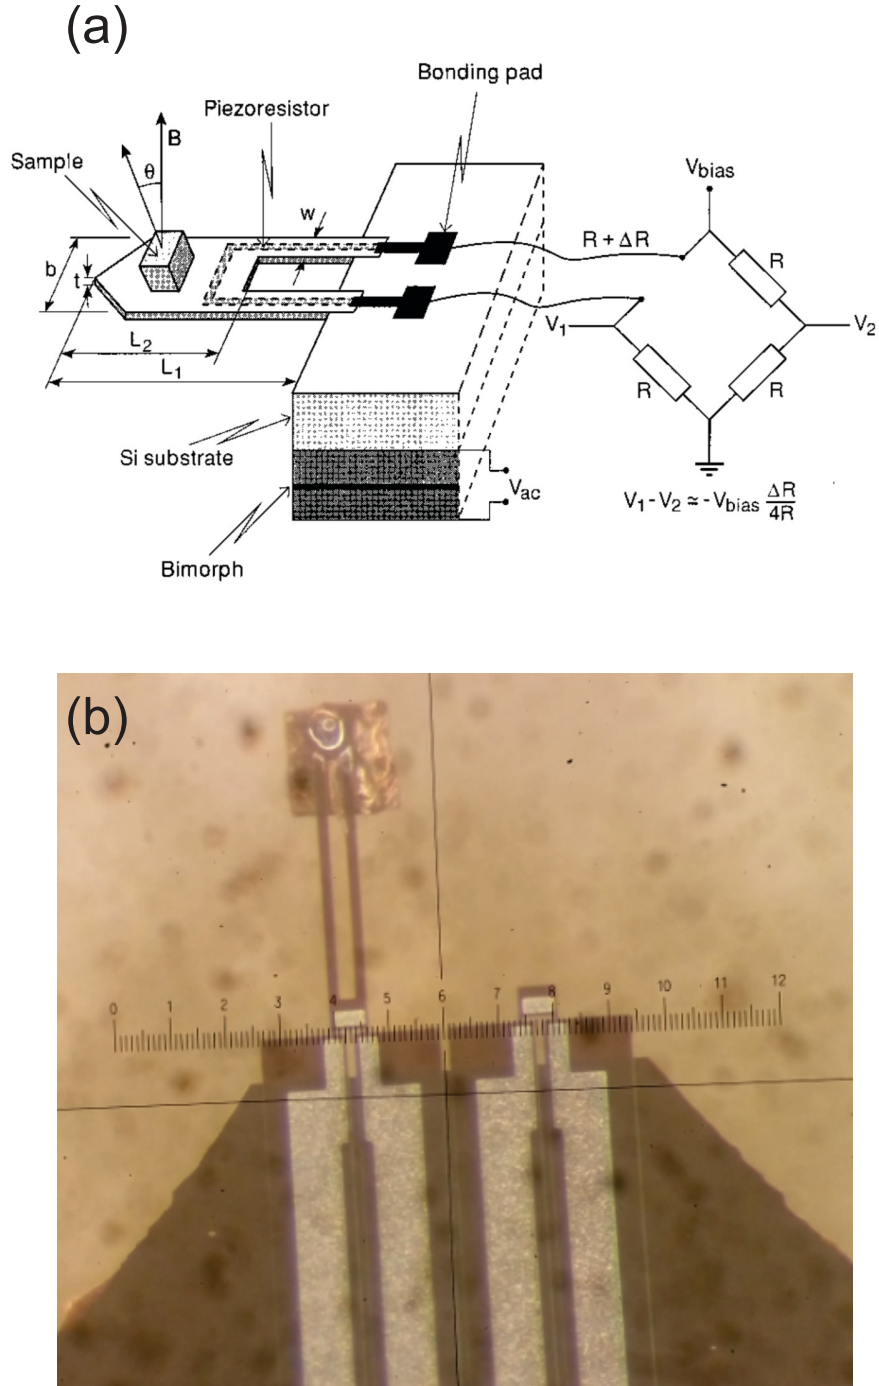 (a)
Bonding pad
Piezoresistor
B
θ
Sample
Vbias
w
R + ΔR
R
b
t
V₁
V₂
L₂
L₁
R
R
Si substrate
Vac
V₁-V₂ ≃ -Vbias ΔR/4R
Bimorph
(b)
0 1 2 3 4 5 6 7 8 9 10 11 12